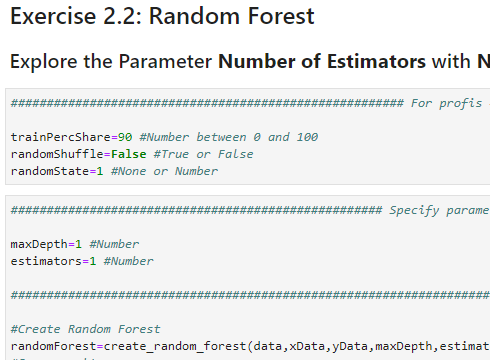 Exercise 2.2: Random Forest
Explore the Parameter Number of Estimators with N
###################################################### For profis
trainPercShare=90 #Number between 0 and 100
randomShuffle=False #True or False
randomState=1 #None or Number
################################################### Specify parame
maxDepth=1 #Number
estimators=1 #Number
##################################################################
#Create Random Forest
randomForest=create_random_forest(data,xData,yData,maxDepth,estimat